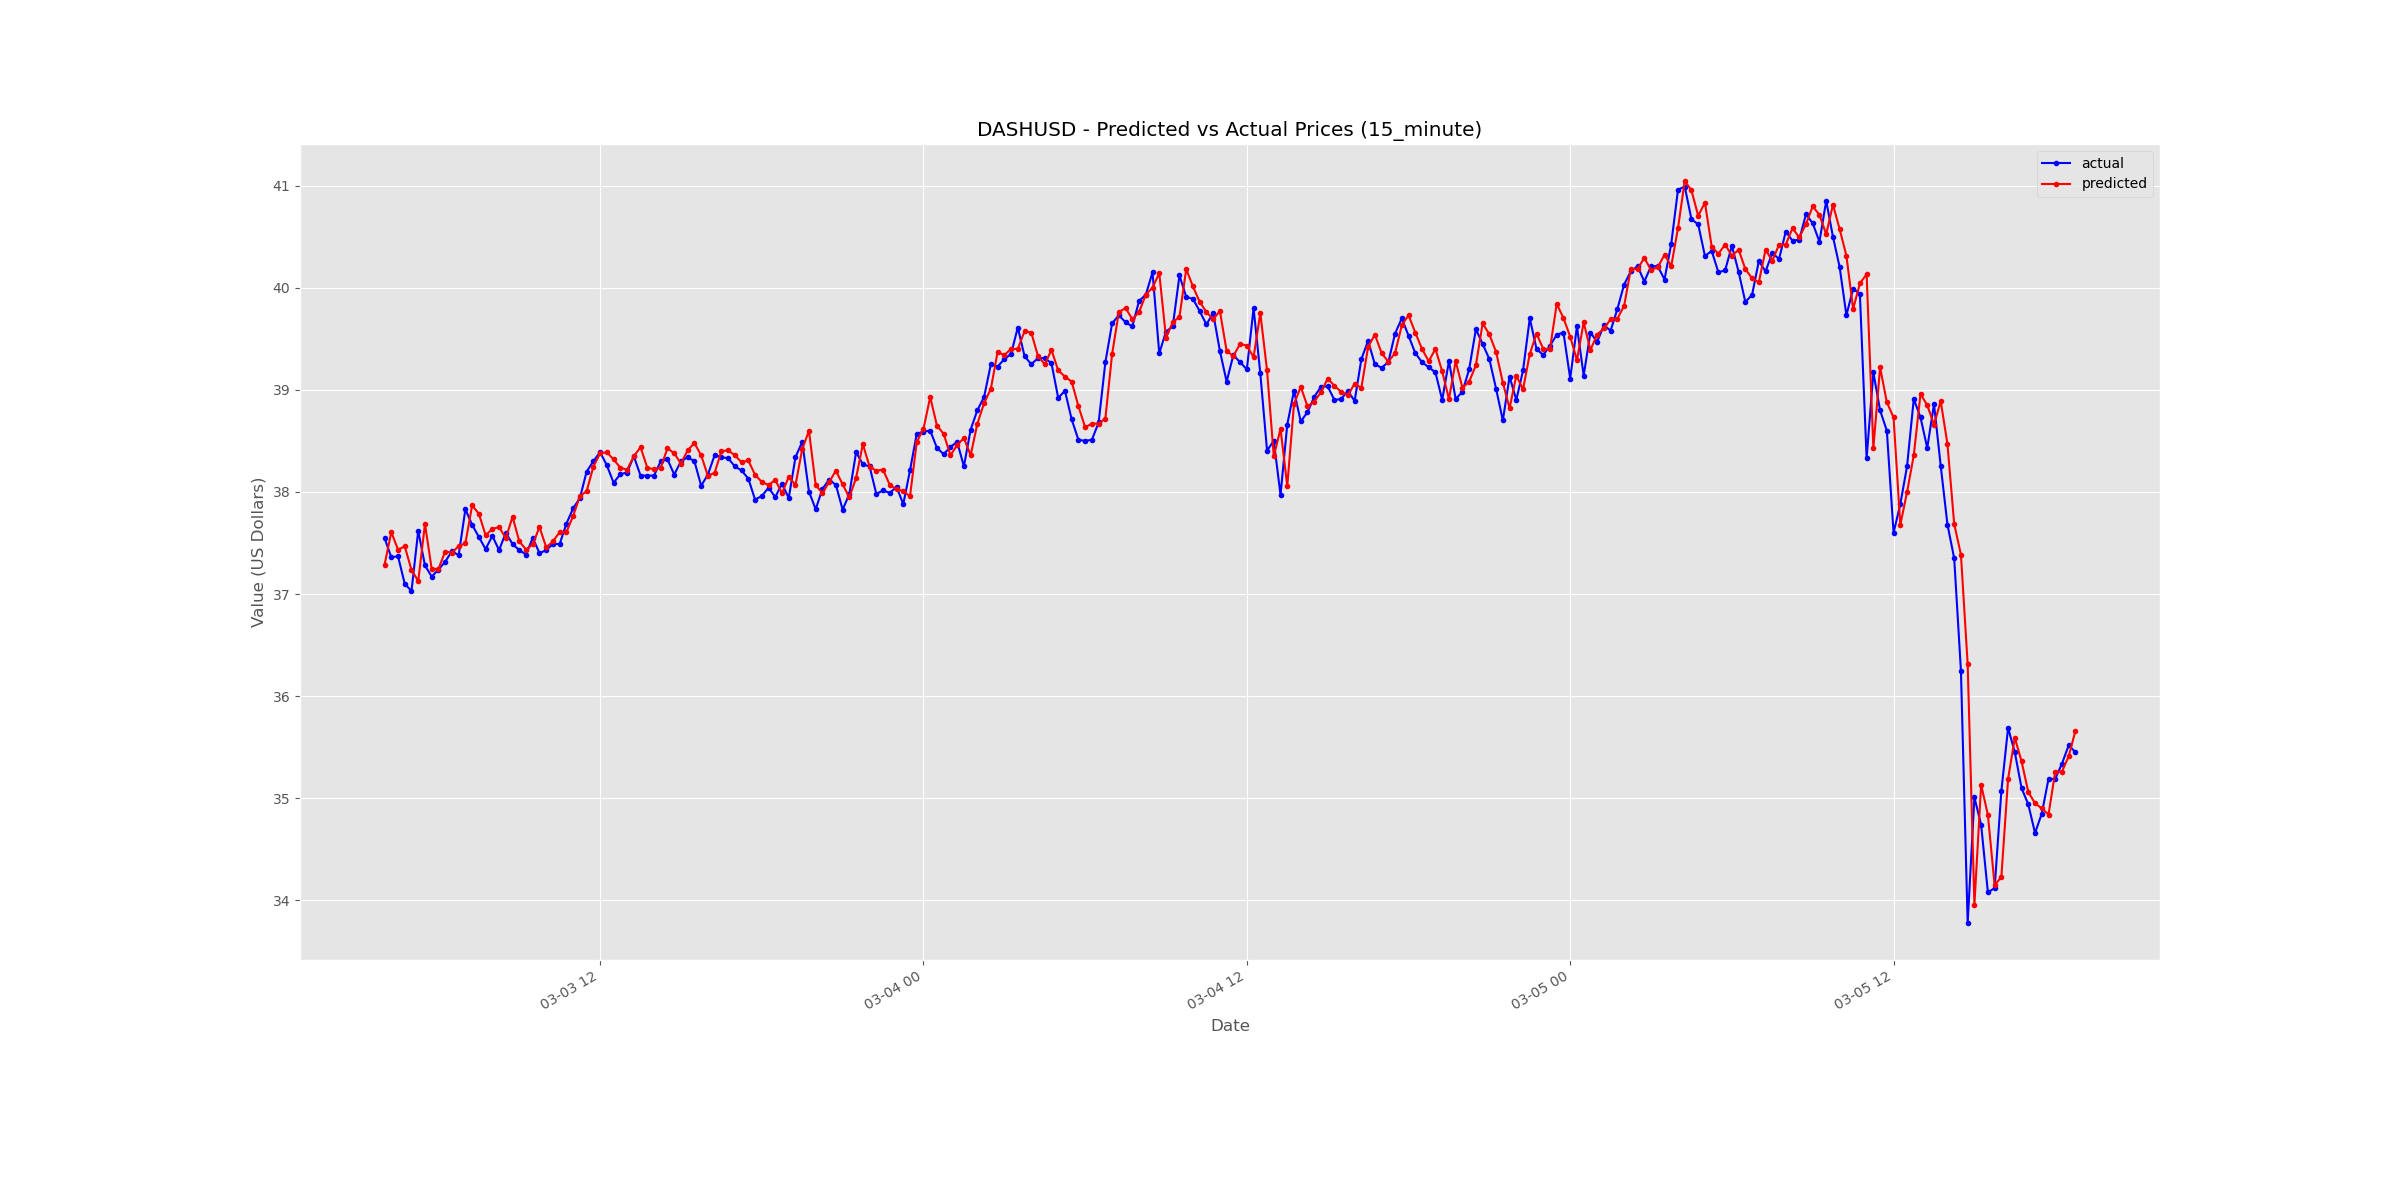 DASHUSD - Predicted vs Actual Prices (15_minute)
actual
predicted
41
40
39
38
37
36
35
34
Value (US Dollars)
03-03 12
03-04 00
03-04 12
03-05 00
03-05 12
Date